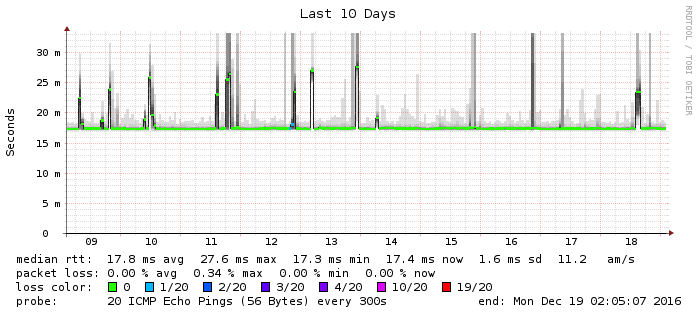 Last 10 Days
RRDTOOL / TOBI OETIKER
Seconds
30 m
25 m
20 m
15 m
10 m
5 m
0
09 10 11 12 13 14 15 16 17 18
median rtt: 17.8 ms avg 27.6 ms max 17.3 ms min 17.4 ms now 1.6 ms sd 11.2 am/s
packet loss: 0.00 % avg 0.34 % max 0.00 % min 0.00 % now
loss color: 0 1/20 2/20 3/20 4/20 10/20 19/20
probe: 20 ICMP Echo Pings (56 Bytes) every 300s end: Mon Dec 19 02:05:07 2016